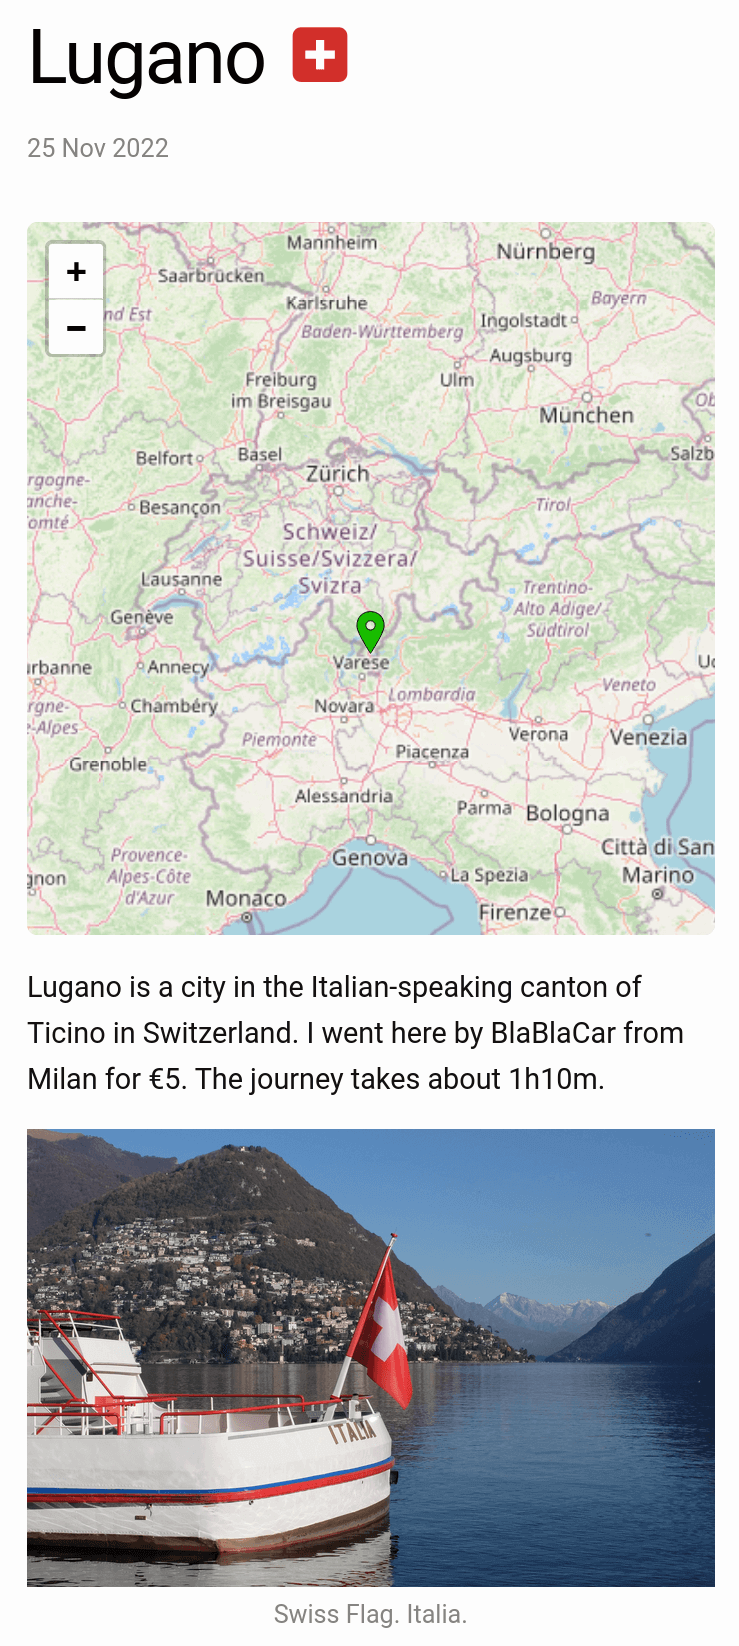 Lugano 🇨🇭
25 Nov 2022
+
−
Mannheim
Nürnberg
Saarbrücken
Karlsruhe
Bayern
nd Est
Baden-Württemberg
Ingolstadt
Augsburg
Freiburg
im Breisgau
Ulm
München
Ob
Belfort
Basel
Zürich
Salzb
rgogne-
anche-
omté
Besançon
Tirol
Schweiz/
Suisse/Svizzera/
Svizra
Lausanne
Trentino-
Alto Adige/
Südtirol
Genève
urbanne
Annecy
Varese
Uc
rgne-
e-Alpes
Chambéry
Novara
Lombardia
Veneto
Piemonte
Verona
Venezia
Grenoble
Piacenza
Alessandria
Parma
Bologna
Provence-
Alpes-Côte
d'Azur
Genova
Città di San
Marino
gnon
La Spezia
Monaco
Firenze
Lugano is a city in the Italian-speaking canton of
Ticino in Switzerland. I went here by BlaBlaCar from
Milan for €5. The journey takes about 1h10m.
ITALIA
Swiss Flag. Italia.